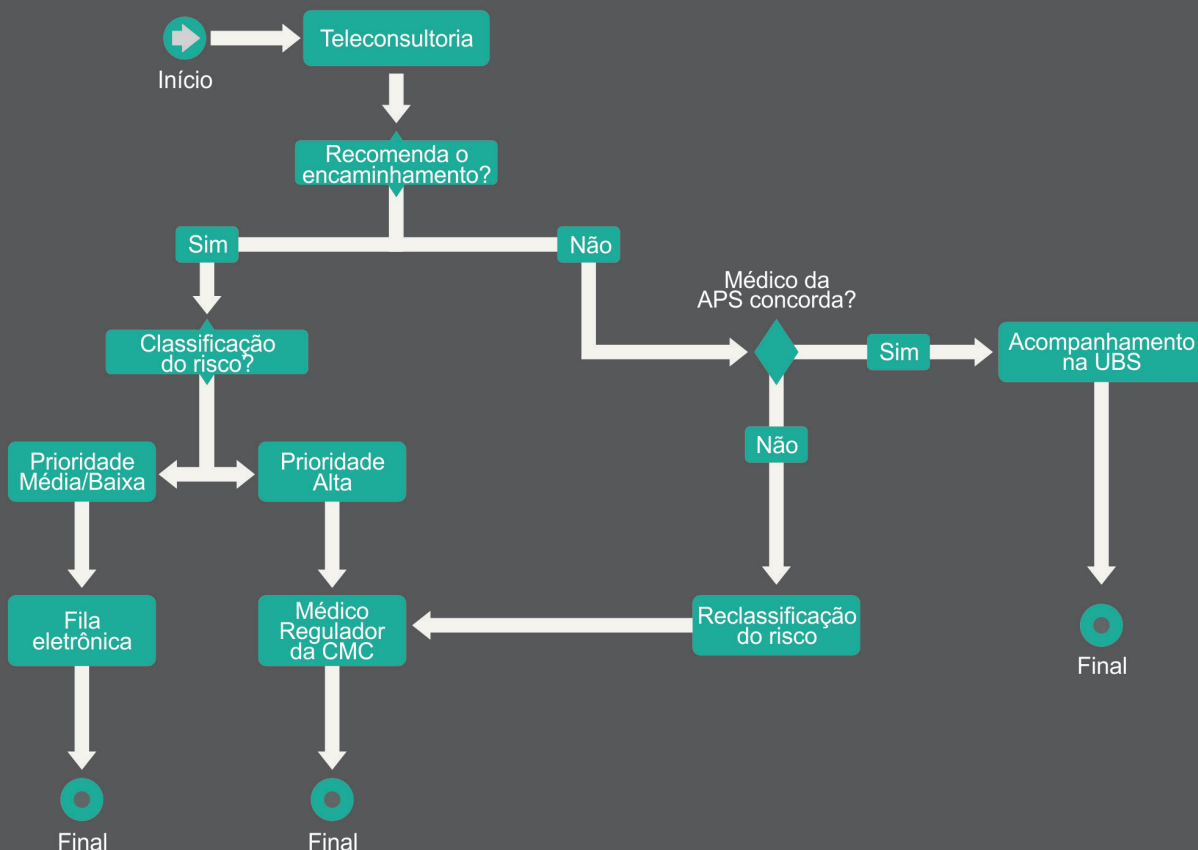 Início
Teleconsultoria
Recomenda o
encaminhamento?
Sim
Não
Médico da
APS concorda?
Classificação
do risco?
Sim
Acompanhamento
na UBS
Não
Prioridade
Média/Baixa
Prioridade
Alta
Fila
eletrônica
Médico
Regulador
da CMC
Reclassificação
do risco
Final
Final
Final